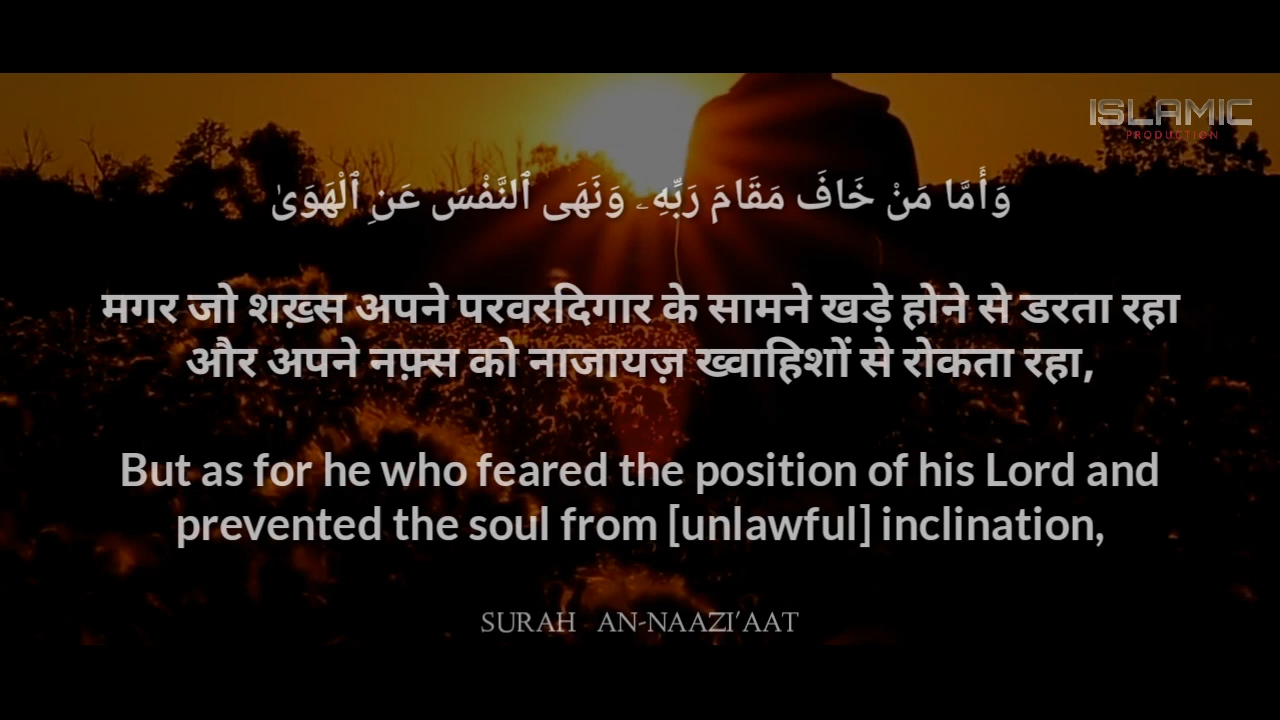 ISLAMIC
PRODUCTION
وَأَمَّا مَنْ خَافَ مَقَامَ رَبِّهِۦ وَنَهَى ٱلنَّفْسَ عَنِ ٱلْهَوَىٰ
मगर जो शख़्स अपने परवरदिगार के सामने खड़े होने से डरता रहा
और अपने नफ़्स को नाजायज़ ख्वाहिशों से रोकता रहा,
But as for he who feared the position of his Lord and
prevented the soul from [unlawful] inclination,
SURAH AN-NAAZI'AAT